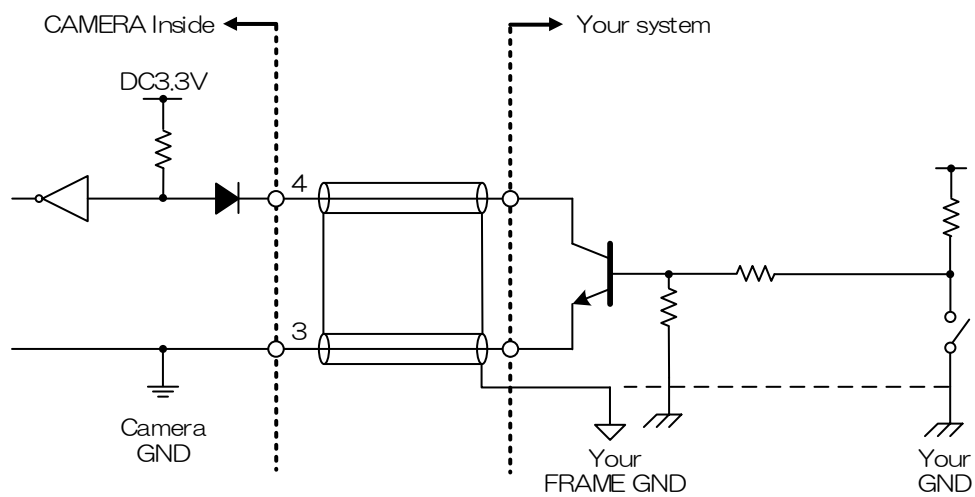 CAMERA Inside
Your system
DC3.3V
4
3
Camera
GND
Your
FRAME GND
Your
GND